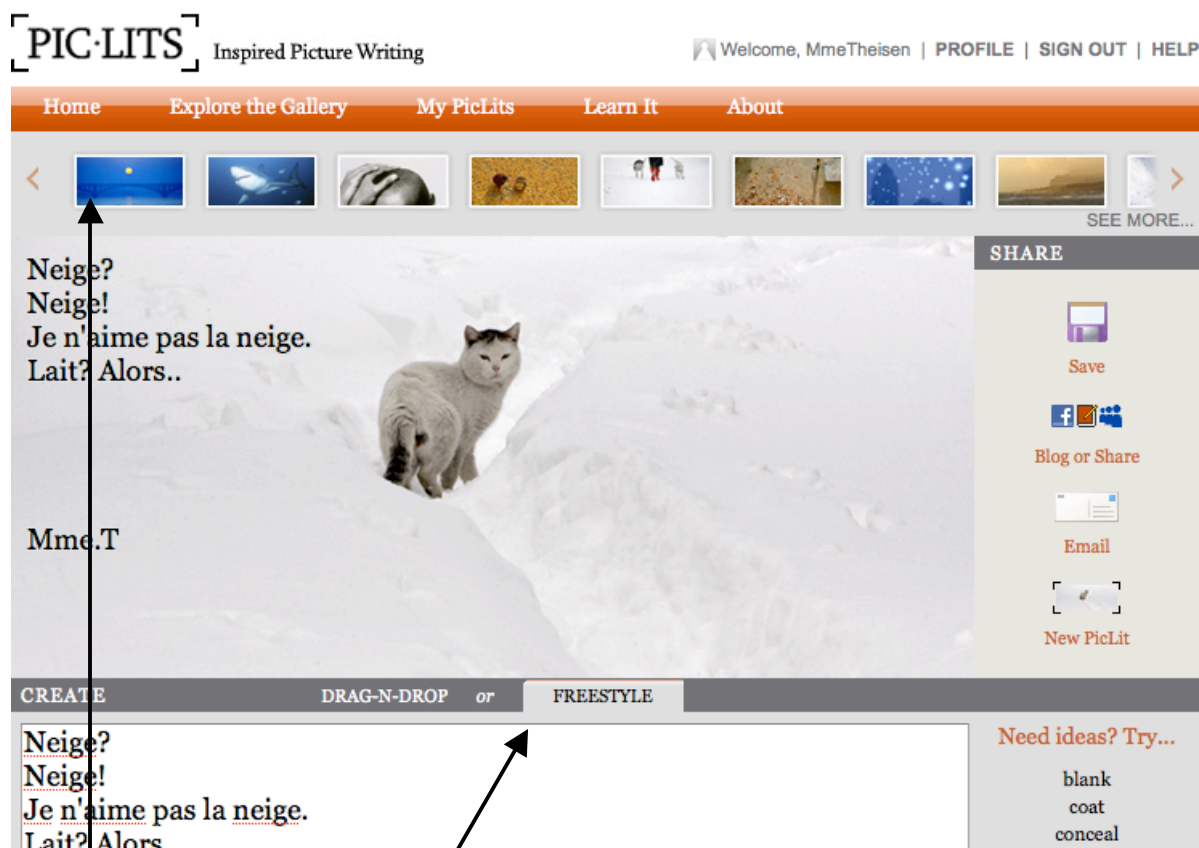 PIC·LITS Inspired Picture Writing
Welcome, MmeTheisen | PROFILE | SIGN OUT | HELP
Home Explore the Gallery My PicLits Learn It About
SEE MORE...
Neige?
Neige!
Je n'aime pas la neige.
Lait? Alors..
Mme.T
SHARE
Save
Blog or Share
Email
New PicLit
CREATE DRAG-N-DROP or FREESTYLE
Neige?
Neige!
Je n'aime pas la neige.
Lait? Alors
Need ideas? Try...
blank
coat
conceal